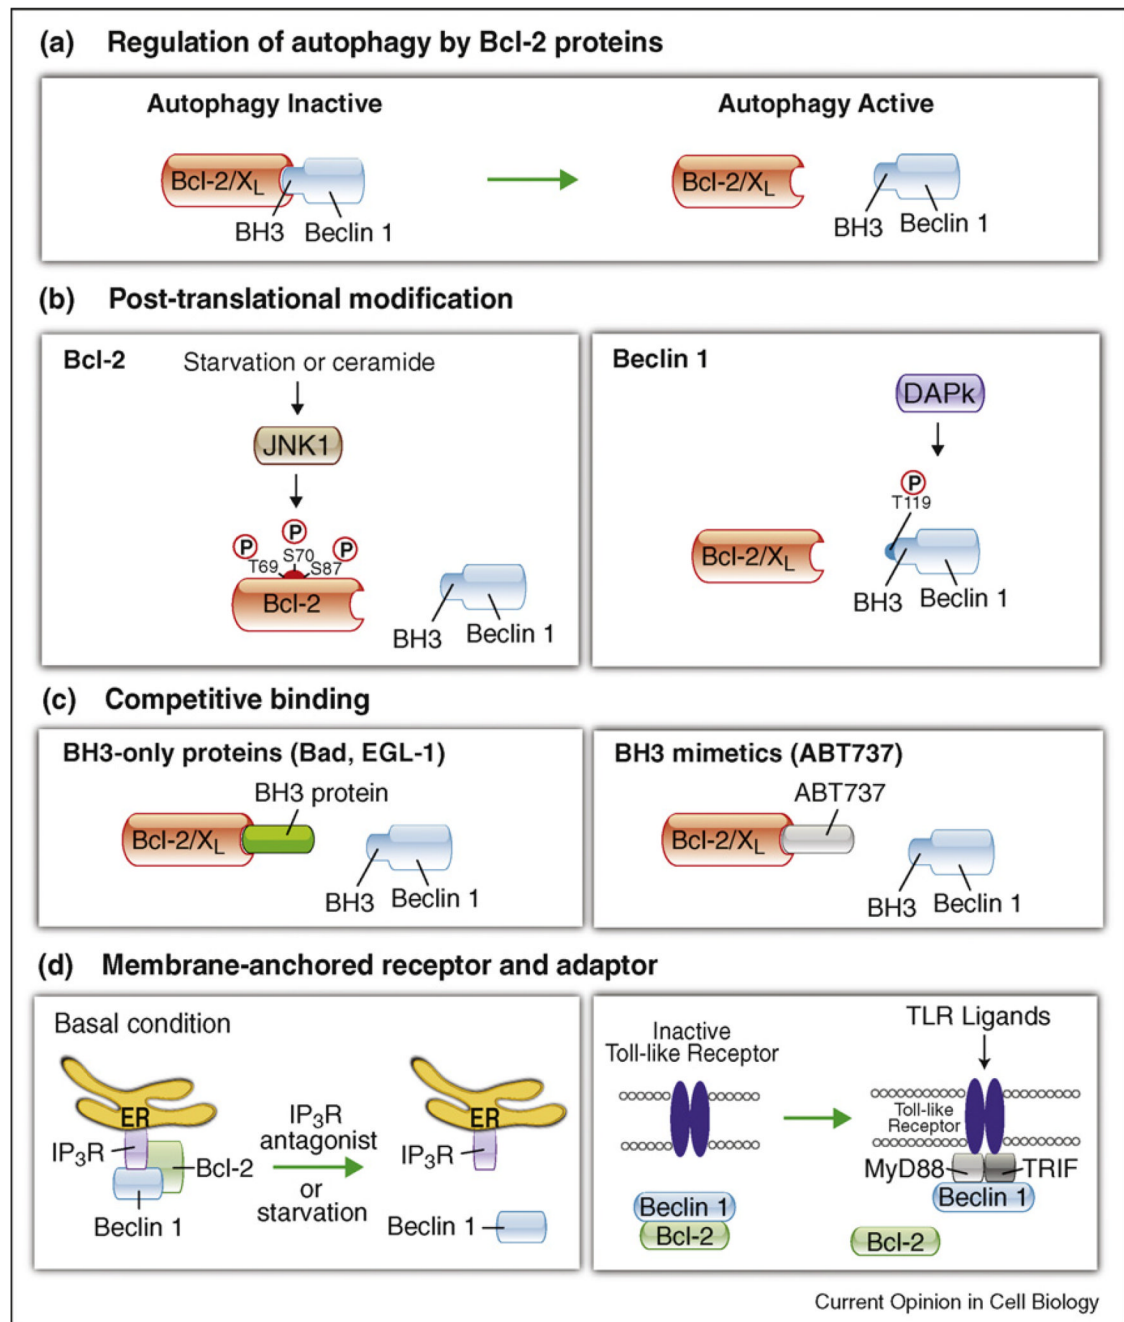 (a) Regulation of autophagy by Bcl-2 proteins
Autophagy Inactive
Autophagy Active
Bcl-2/XL
BH3
Beclin 1
Bcl-2/XL
BH3
Beclin 1
(b) Post-translational modification
Bcl-2
Starvation or ceramide
JNK1
P
P
P
T69
S70
S87
Bcl-2
BH3
Beclin 1
Beclin 1
DAPk
P
T119
Bcl-2/XL
BH3
Beclin 1
(c) Competitive binding
BH3-only proteins (Bad, EGL-1)
BH3 protein
Bcl-2/XL
BH3
Beclin 1
BH3 mimetics (ABT737)
ABT737
Bcl-2/XL
BH3
Beclin 1
(d) Membrane-anchored receptor and adaptor
Basal condition
ER
IP3R
Bcl-2
Beclin 1
IP3R
antagonist
or
starvation
ER
IP3R
Beclin 1
Inactive
Toll-like Receptor
Beclin 1
Bcl-2
TLR Ligands
Toll-like
Receptor
MyD88
TRIF
Beclin 1
Bcl-2
Current Opinion in Cell Biology